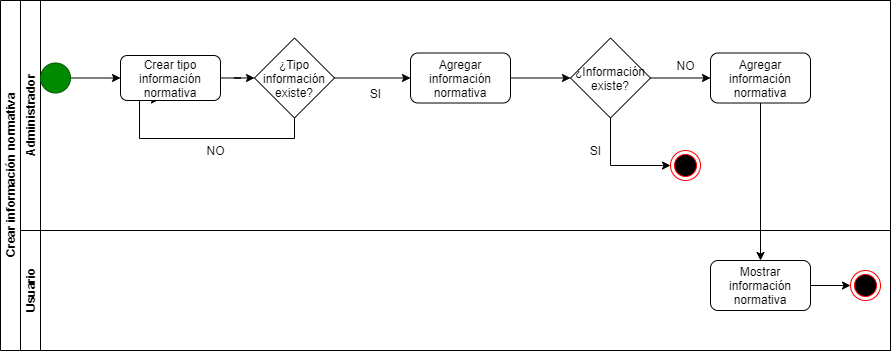 Crear información normativa
Administrador
Crear tipo
información
normativa
¿Tipo
información
existe?
NO
SI
Agregar
información
normativa
¿Información
existe?
SI
NO
Agregar
información
normativa
Usuario
Mostrar
información
normativa